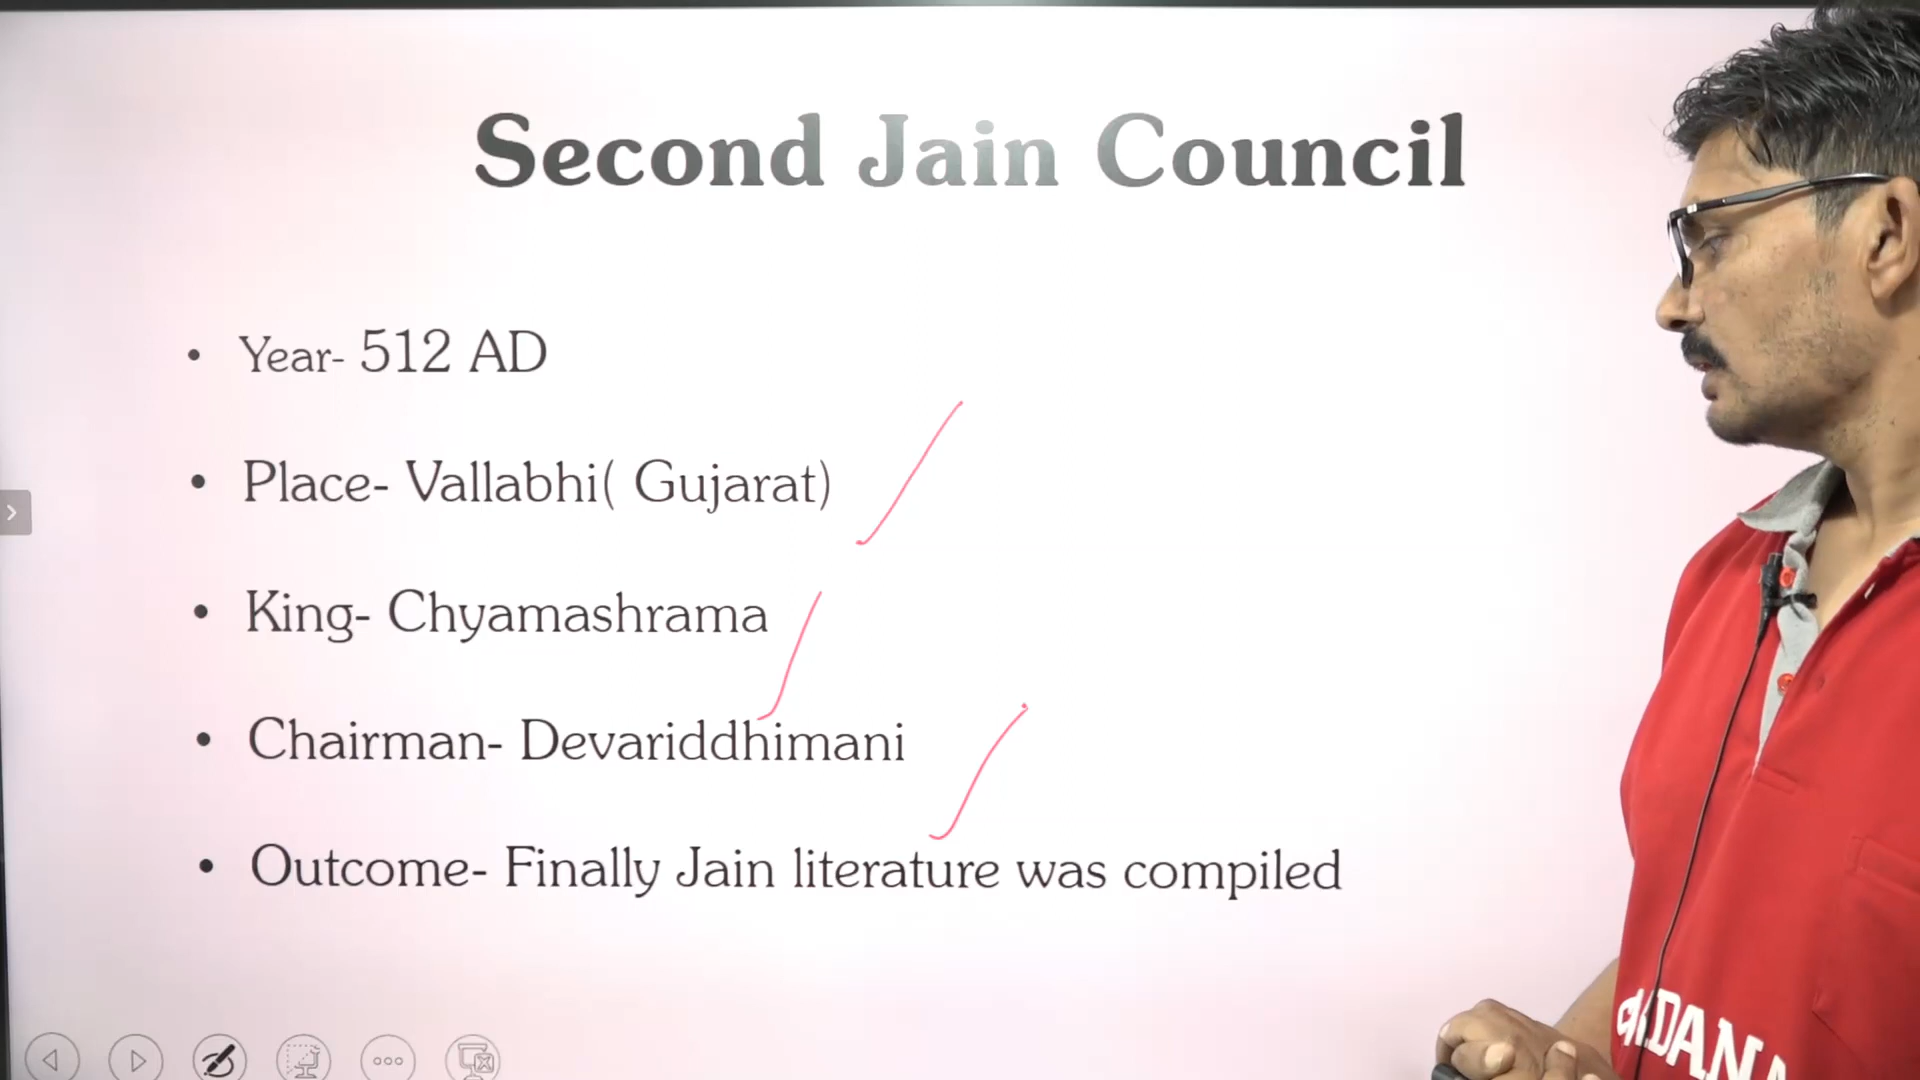 Second Jain Council
• Year- 512 AD
• Place- Vallabhi( Gujarat)
• King- Chyamashrama
• Chairman- Devariddhimani
• Outcome- Finally Jain literature was compiled